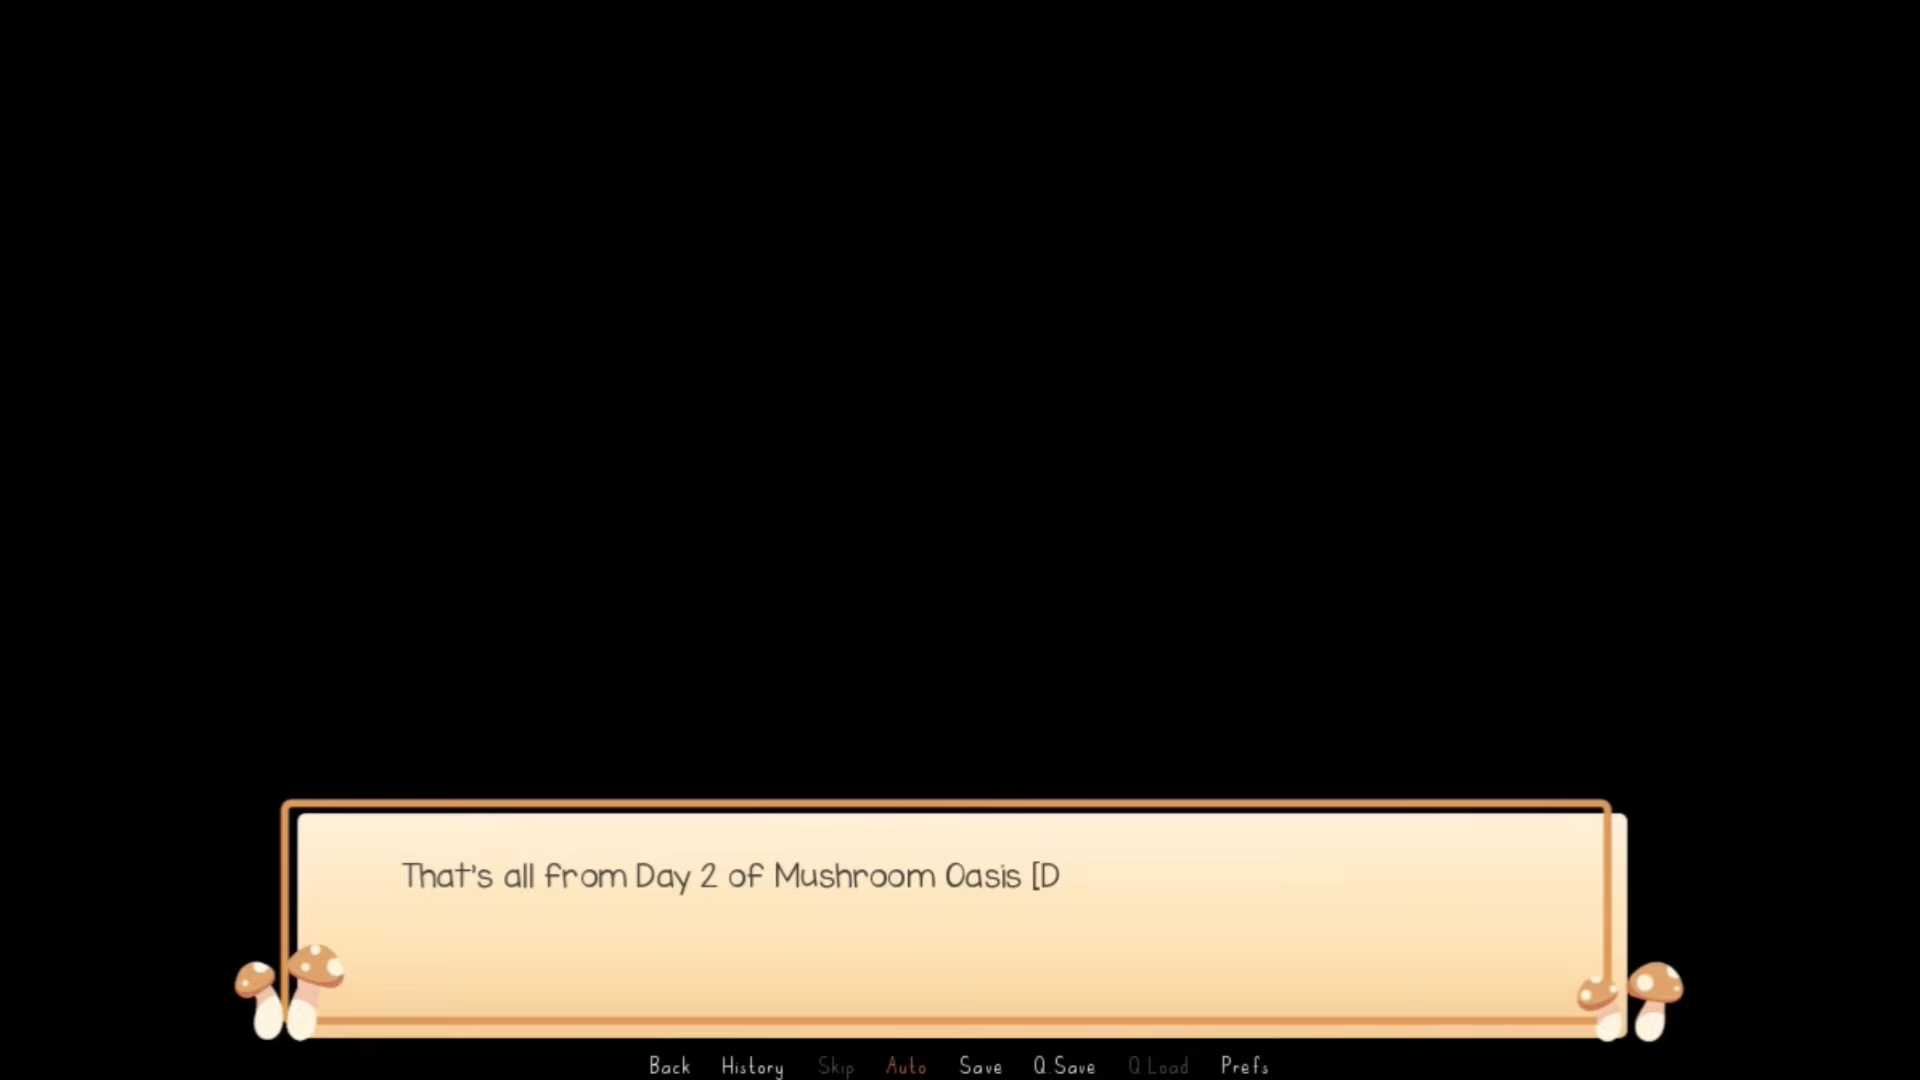 That's all from Day 2 of Mushroom Oasis [D
Back History Skip Auto Save Q.Save Q.Load Prefs